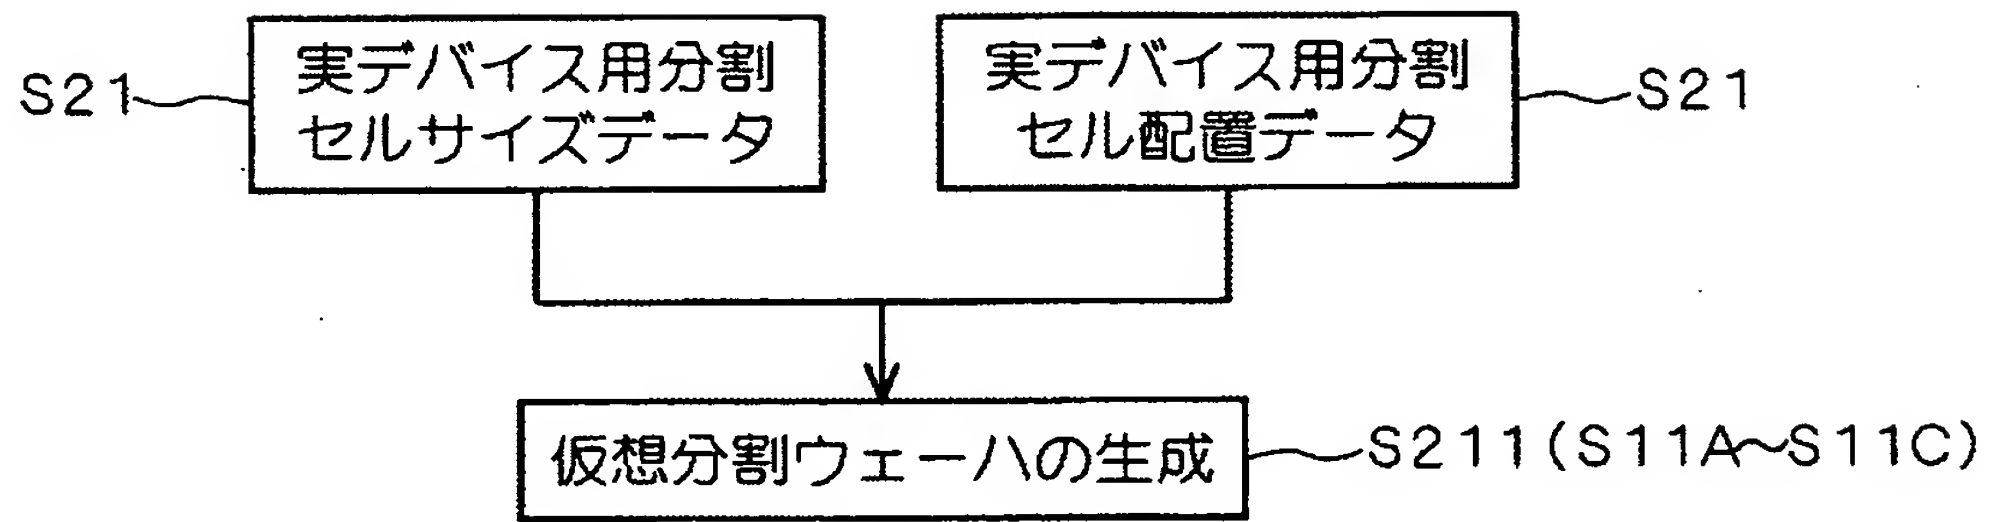 S21
実デバイス用分割
セルサイズデータ
実デバイス用分割
セル配置データ
S21
仮想分割ウェーハの生成
S211(S11A~S11C)